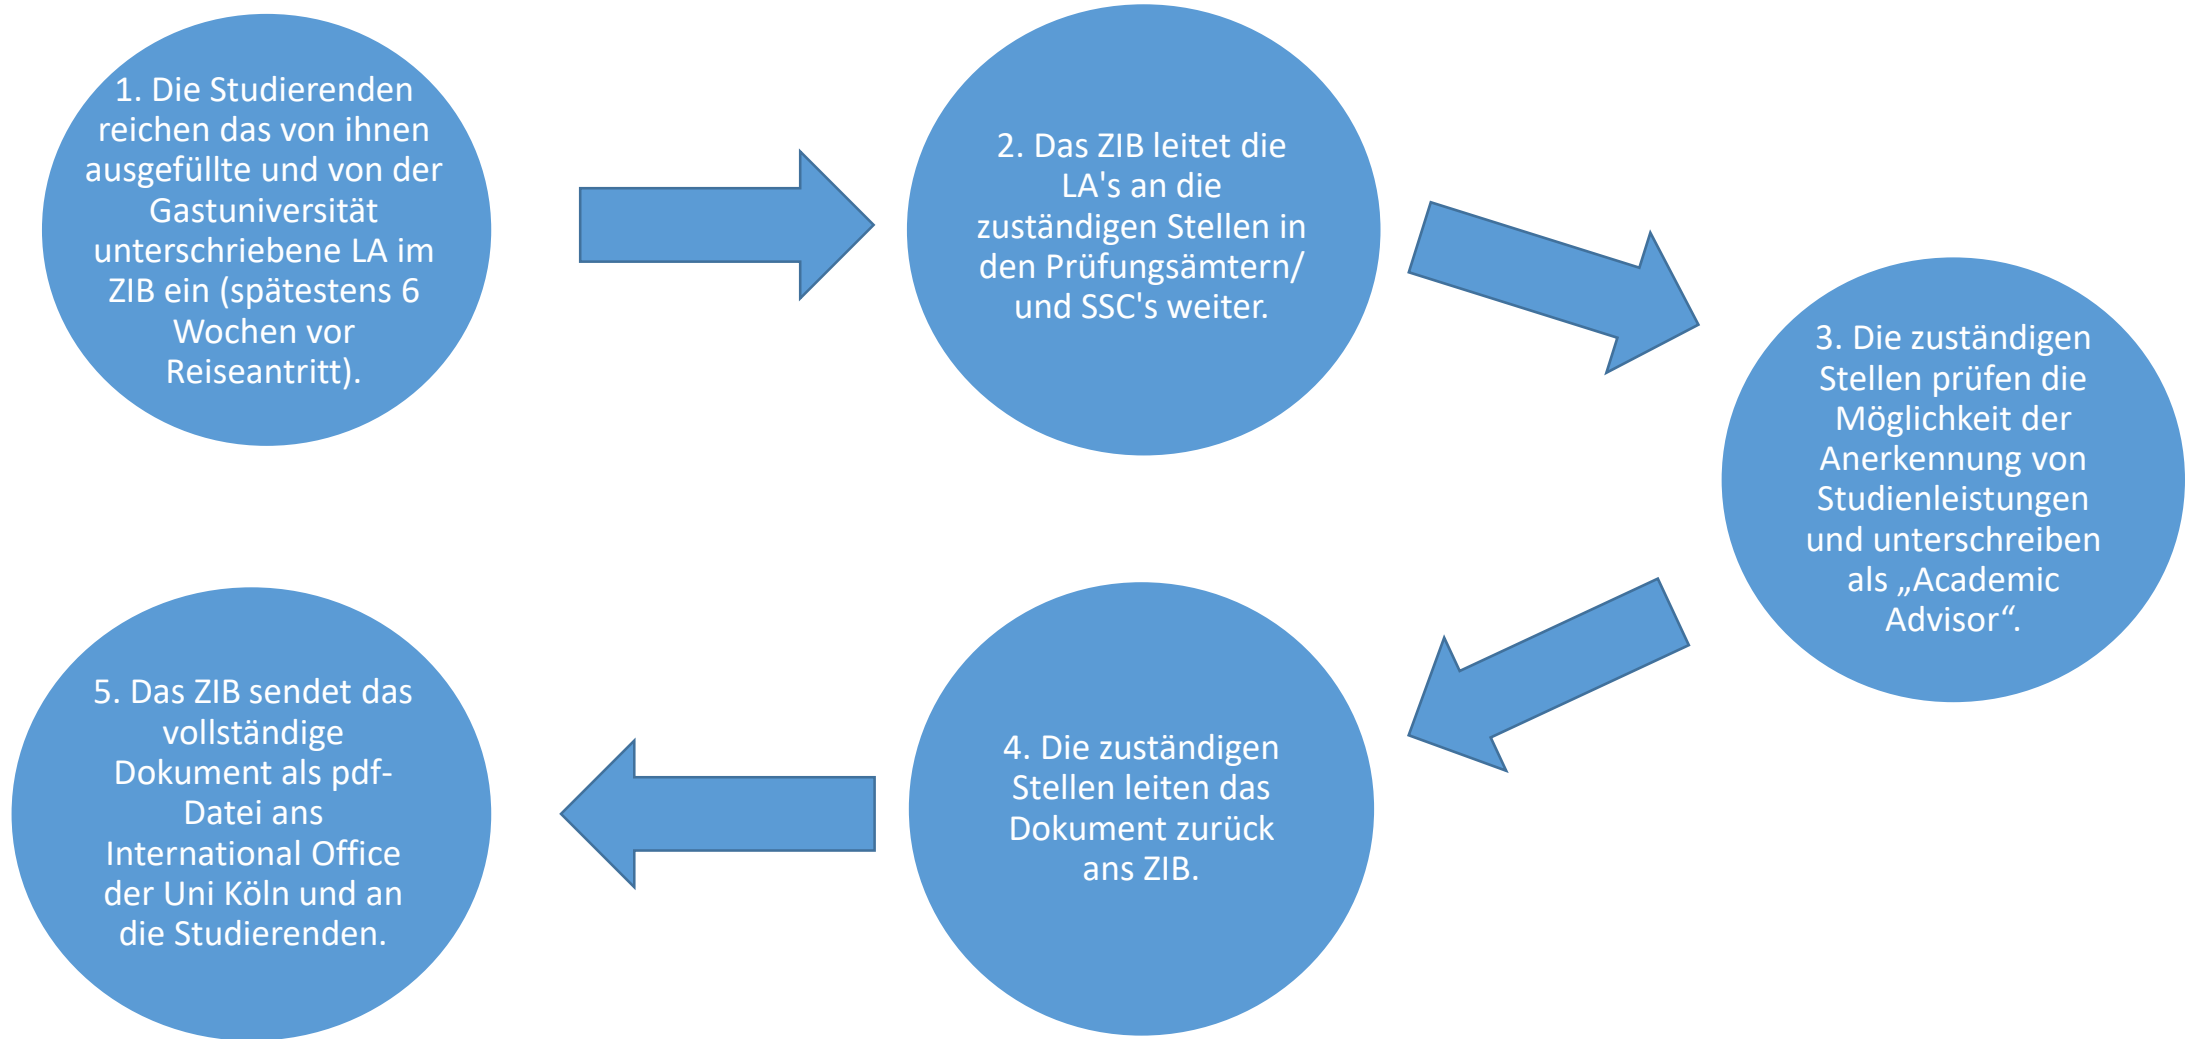 1. Die Studierenden
reichen das von ihnen
ausgefüllte und von der
Gastuniversität
unterschriebene LA im
ZIB ein (spätestens 6
Wochen vor
Reiseantritt).
2. Das ZIB leitet die
LA's an die
zuständigen Stellen in
den Prüfungsämtern/
und SSC's weiter.
3. Die zuständigen
Stellen prüfen die
Möglichkeit der
Anerkennung von
Studienleistungen
und unterschreiben
als „Academic
Advisor“.
4. Die zuständigen
Stellen leiten das
Dokument zurück
ans ZIB.
5. Das ZIB sendet das
vollständige
Dokument als pdf-
Datei ans
International Office
der Uni Köln und an
die Studierenden.